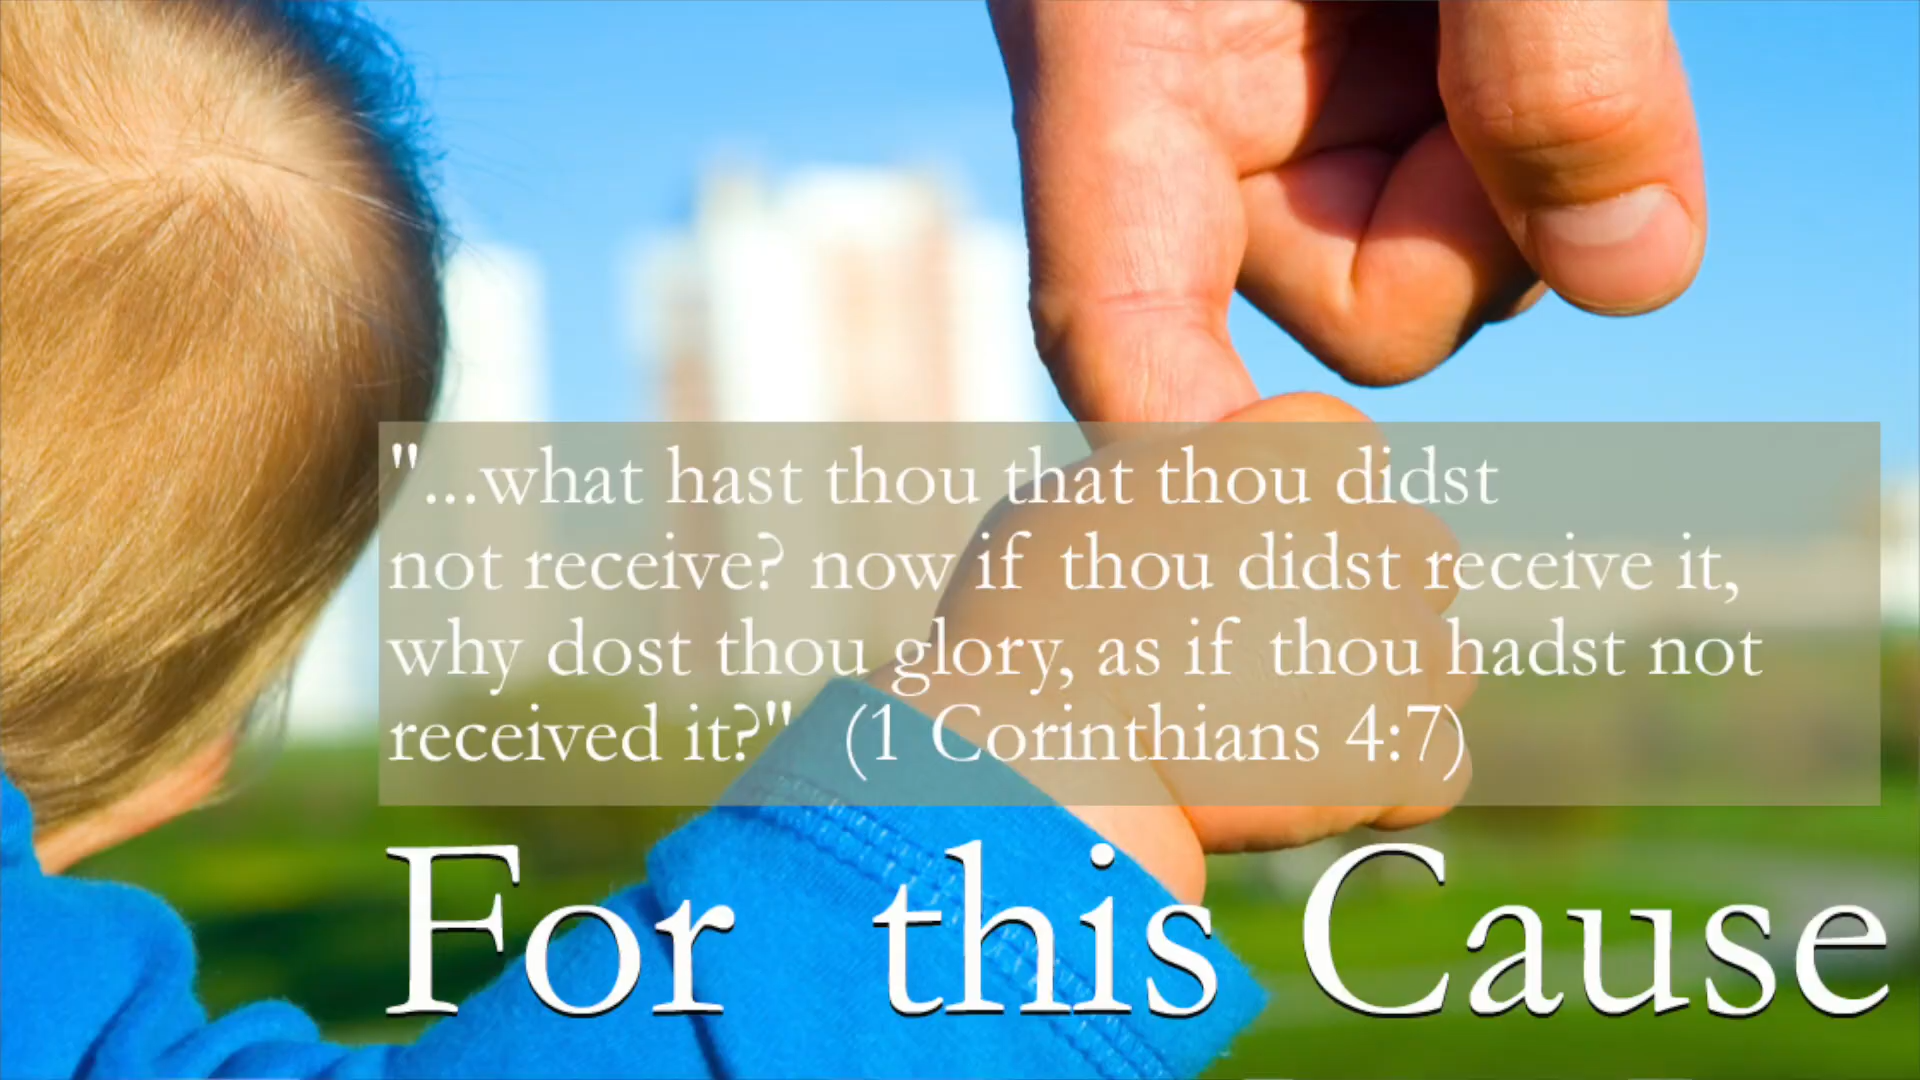 "...what hast thou that thou didst
not receive? now if thou didst receive it,
why dost thou glory, as if thou hadst not
received it?" (1 Corinthians 4:7)
For this Cause